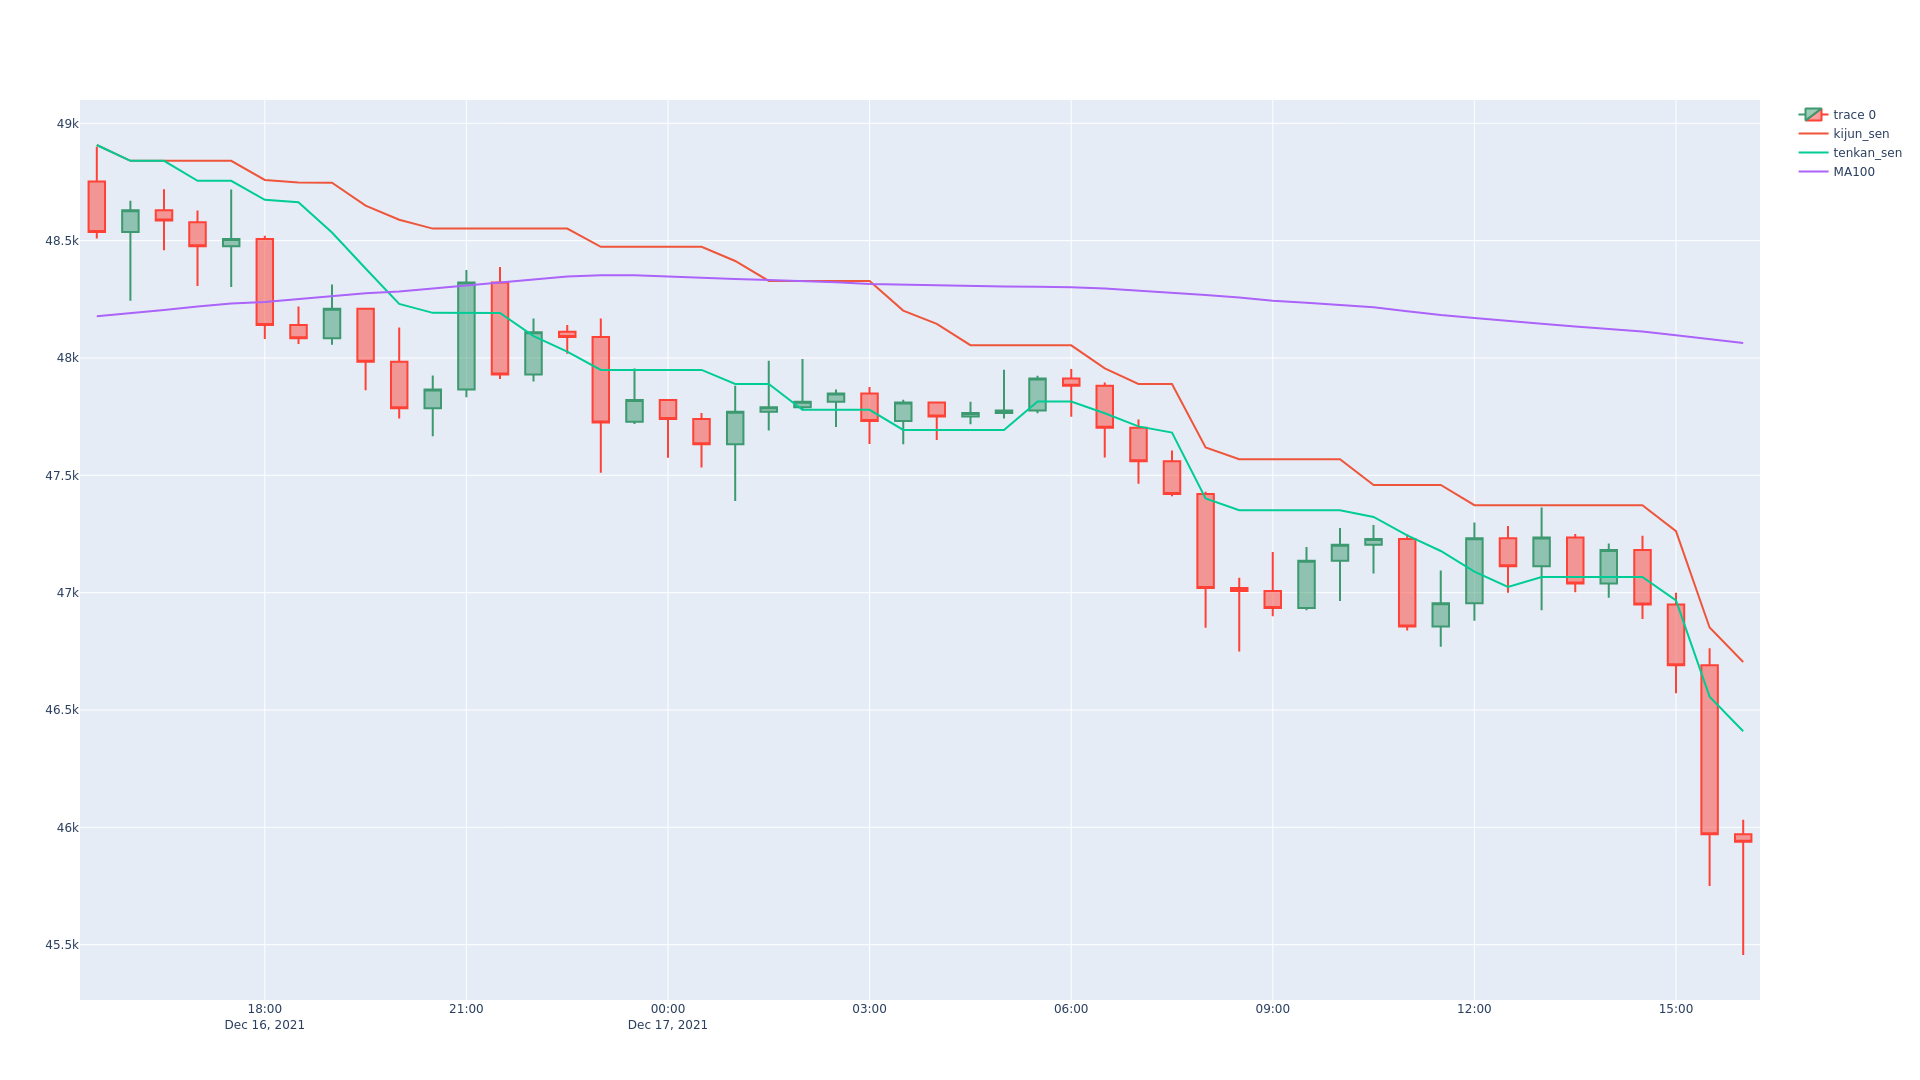 49k
48.5k
48k
47.5k
47k
46.5k
46k
45.5k
18:00
Dec 16, 2021
21:00
00:00
Dec 17, 2021
03:00
06:00
09:00
12:00
15:00
trace 0
kijun_sen
tenkan_sen
MA100